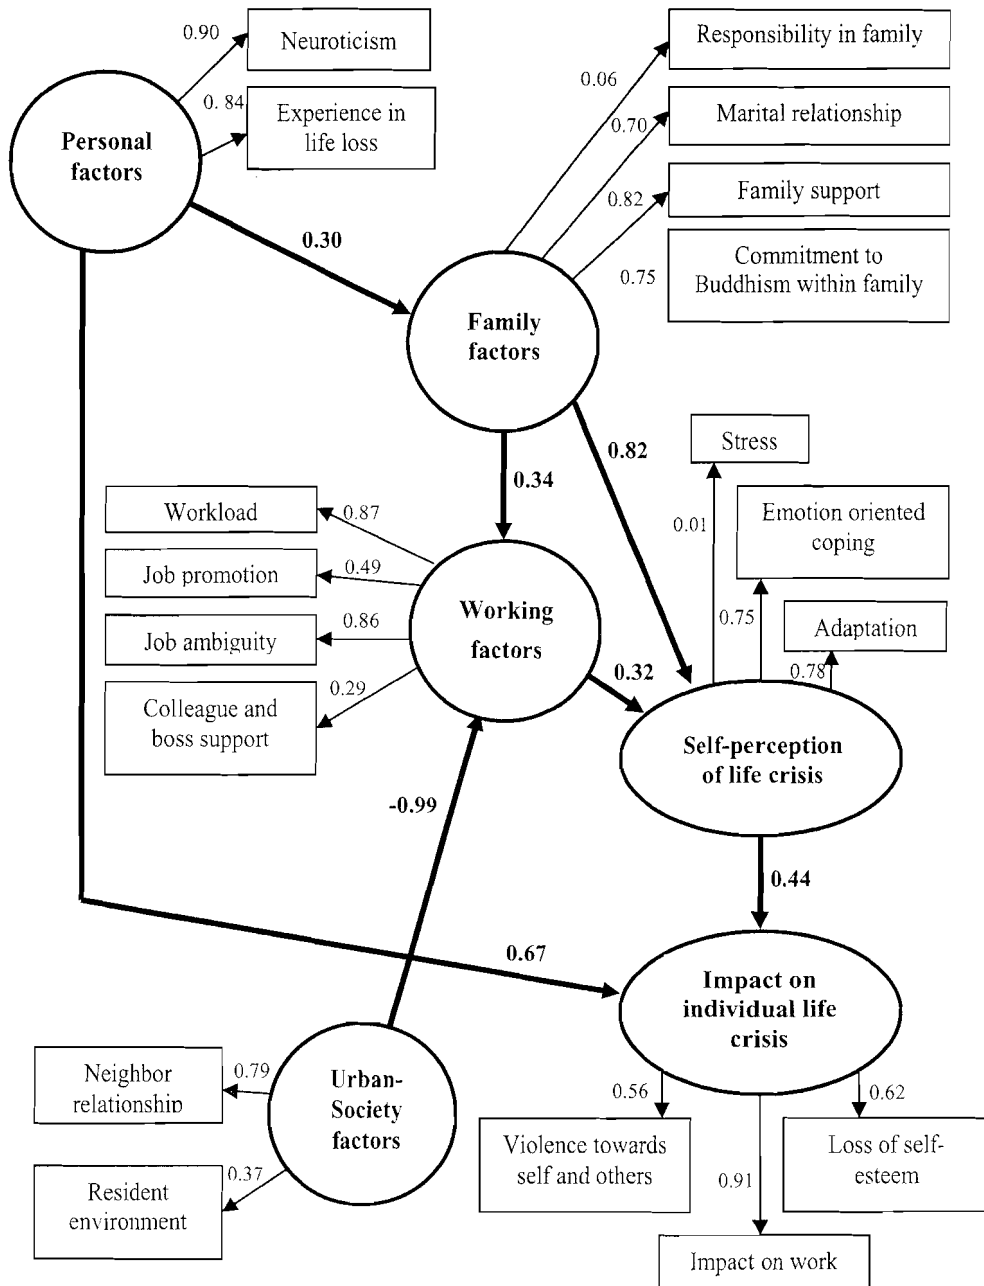 0.90
Neuroticism
0. 84
Experience in
life loss
Personal
factors
Responsibility in family
0.06
Marital relationship
0.70
Family support
0.82
Commitment to
Buddhism within family
0.75
0.30
Family
factors
0.82
0.34
Stress
0.01
Emotion oriented
coping
0.75
Adaptation
0.78
Workload
0.87
Job promotion
0.49
Job ambiguity
0.86
Colleague and
boss support
0.29
Working
factors
0.32
Self-perception
of life crisis
-0.99
0.44
0.67
Impact on
individual life
crisis
Neighbor
relationship
0.79
Resident
environment
0.37
Urban-
Society
factors
0.56
Violence towards
self and others
0.91
Impact on work
0.62
Loss of self-
esteem